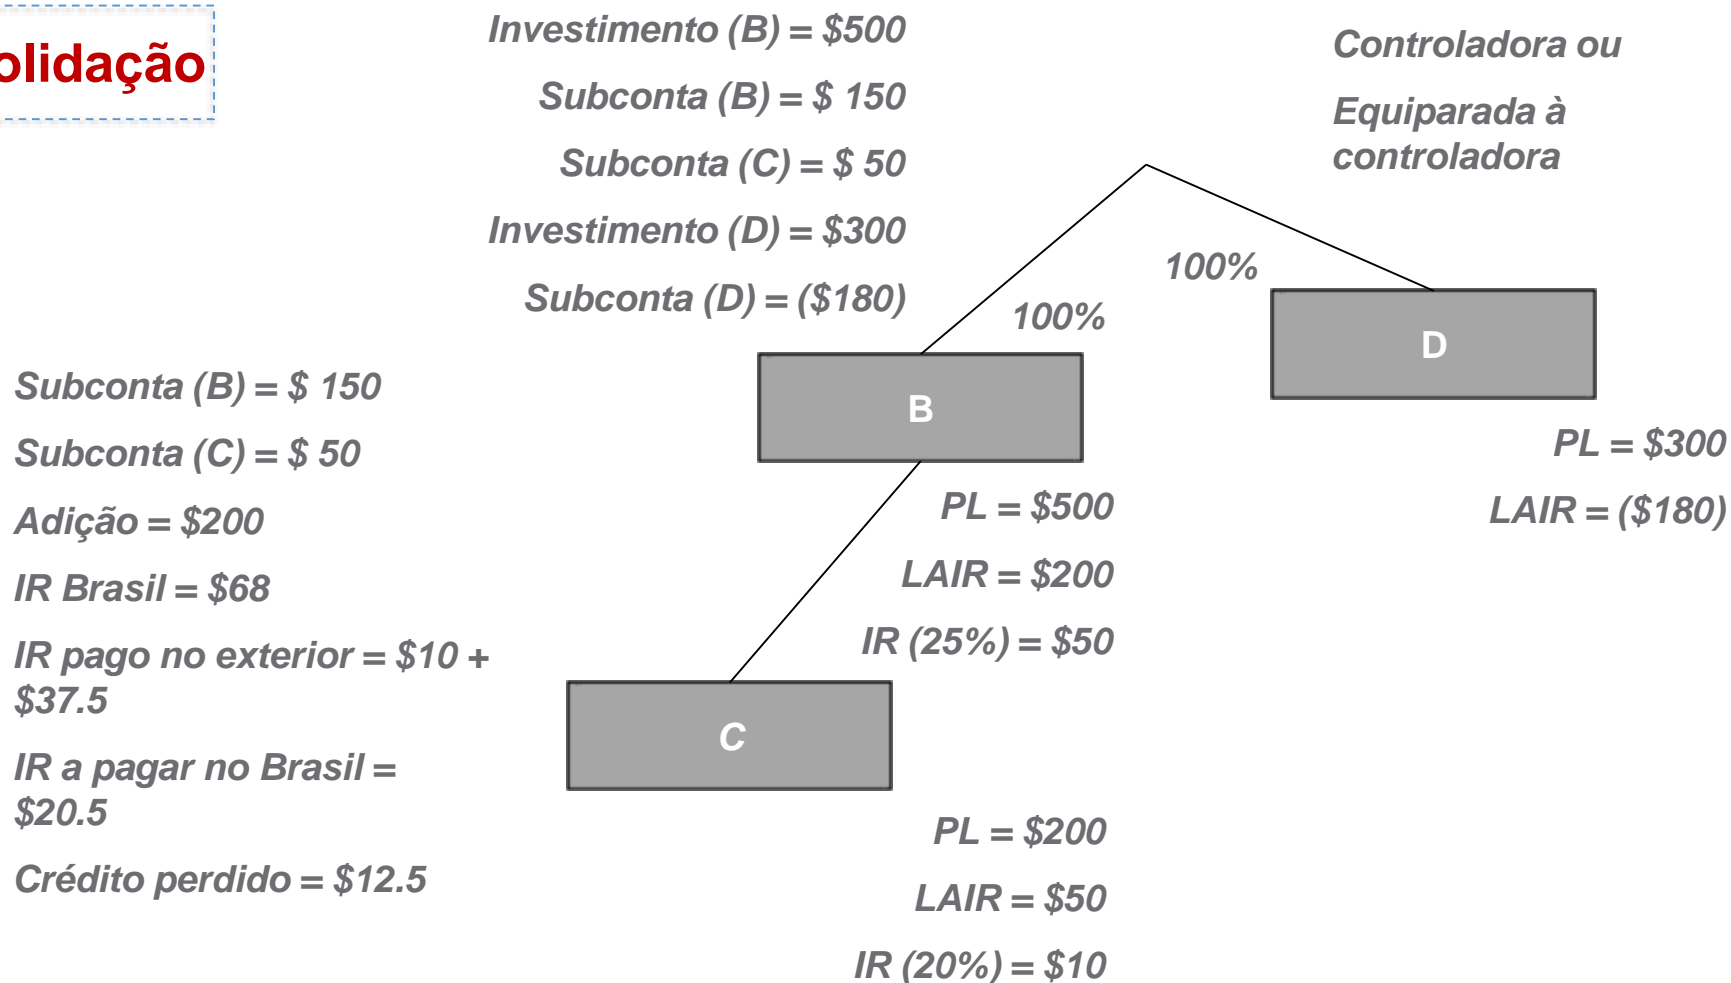 olidação
Investimento (B) = $500
Subconta (B) = $ 150
Subconta (C) = $ 50
Investimento (D) = $300
Subconta (D) = ($180)
Controladora ou
Equiparada à
controladora
100%
100%
D
PL = $300
LAIR = ($180)
B
PL = $500
LAIR = $200
IR (25%) = $50
C
PL = $200
LAIR = $50
IR (20%) = $10
Subconta (B) = $ 150
Subconta (C) = $ 50
Adição = $200
IR Brasil = $68
IR pago no exterior = $10 +
$37.5
IR a pagar no Brasil =
$20.5
Crédito perdido = $12.5